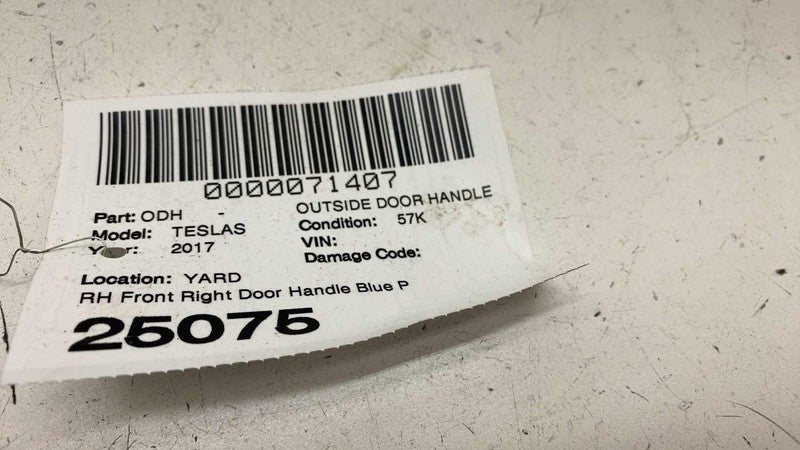 0000071407
Part: ODH - OUTSIDE DOOR HANDLE
Model: TESLAS Condition: 57K
Year: 2017 VIN:
Damage Code:
Location: YARD
RH Front Right Door Handle Blue P
25075